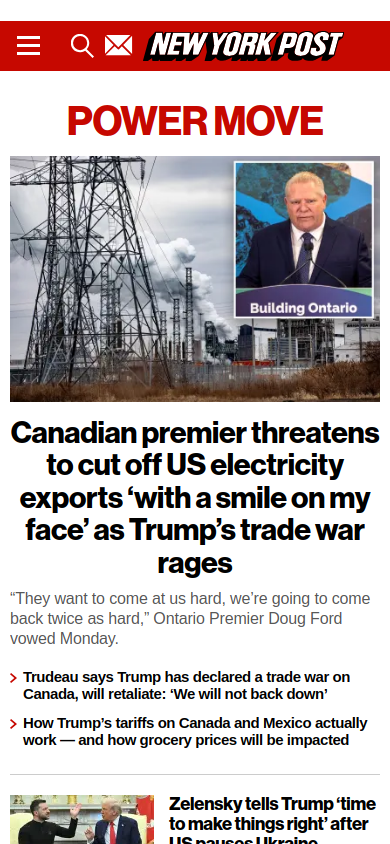 NEW YORK POST
POWER MOVE
Building Ontario
Canadian premier threatens
to cut off US electricity
exports ‘with a smile on my
face’ as Trump’s trade war
rages
“They want to come at us hard, we’re going to come
back twice as hard,” Ontario Premier Doug Ford
vowed Monday.
Trudeau says Trump has declared a trade war on
Canada, will retaliate: ‘We will not back down’
How Trump’s tariffs on Canada and Mexico actually
work — and how grocery prices will be impacted
Zelensky tells Trump ‘time
to make things right’ after
US pauses Ukraine